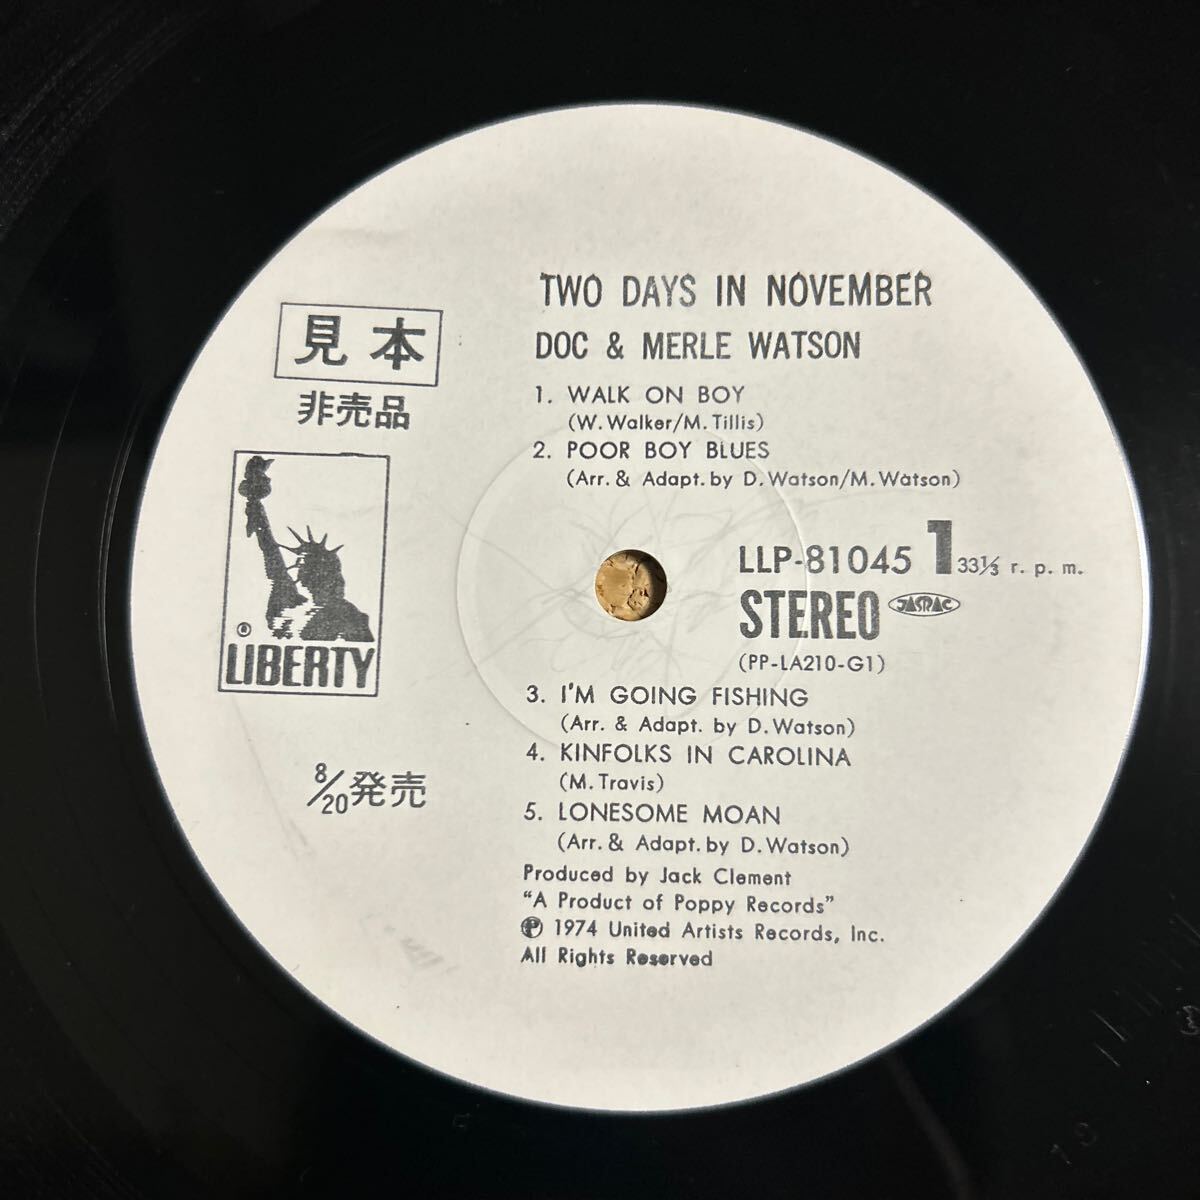 TWO DAYS IN NOVEMBER
DOC & MERLE WATSON
1. WALK ON BOY
(W. Walker/M. Tillis)
2. POOR BOY BLUES
(Arr. & Adapt. by D. Watson/M. Watson)
見本
非売品
® LIBERTY
8/20発売
LLP-81045 1 33⅓ r. p. m.
STEREO JASRAC
(PP-LA210-G1)
3. I'M GOING FISHING
(Arr. & Adapt. by D. Watson)
4. KINFOLKS IN CAROLINA
(M. Travis)
5. LONESOME MOAN
(Arr. & Adapt. by D. Watson)
Produced by Jack Clement
"A Product of Poppy Records"
℗ 1974 United Artists Records, Inc.
All Rights Reserved